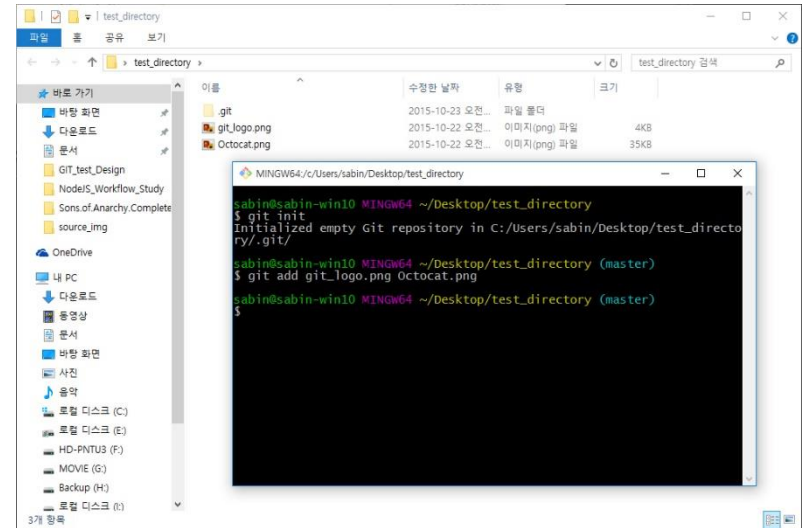 test_directory
파일 홈 공유 보기
test_directory
test_directory 검색
이름 수정한 날짜 유형 크기
.git 2015-10-23 오전... 파일 폴더
git_logo.png 2015-10-22 오전... 이미지(png) 파일 4KB
Octocat.png 2015-10-22 오전... 이미지(png) 파일 35KB
바로 가기
바탕 화면
다운로드
문서
GIT_test_Design
NodeJS_Workflow_Study
Sons.of.Anarchy.Complete
source_img
OneDrive
내 PC
다운로드
동영상
문서
바탕 화면
사진
음악
로컬 디스크 (C:)
로컬 디스크 (E:)
HD-PNTU3 (F:)
MOVIE (G:)
Backup (H:)
로컬 디스크 (I:)
3개 항목
MINGW64:/c/Users/sabin/Desktop/test_directory
sabin@sabin-win10 MINGW64 ~/Desktop/test_directory
$ git init
Initialized empty Git repository in C:/Users/sabin/Desktop/test_directo
ry/.git/
sabin@sabin-win10 MINGW64 ~/Desktop/test_directory (master)
$ git add git_logo.png Octocat.png
sabin@sabin-win10 MINGW64 ~/Desktop/test_directory (master)
$